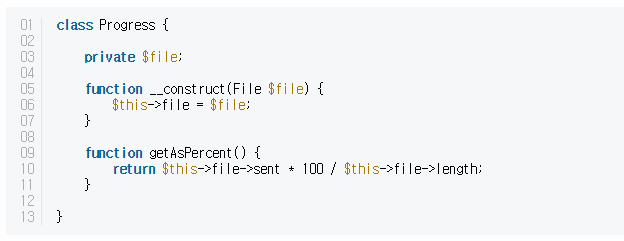 01 class Progress {
02
03     private $file;
04
05     function __construct(File $file) {
06         $this->file = $file;
07     }
08
09     function getAsPercent() {
10         return $this->file->sent * 100 / $this->file->length;
11     }
12
13 }